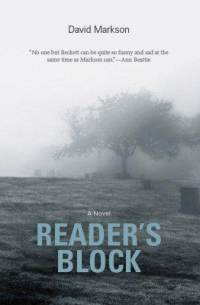 David Markson
"No one but Beckett can be quite so funny and sad at the
same time as Markson can."—Ann Beattie
A Novel
READER'S
BLOCK